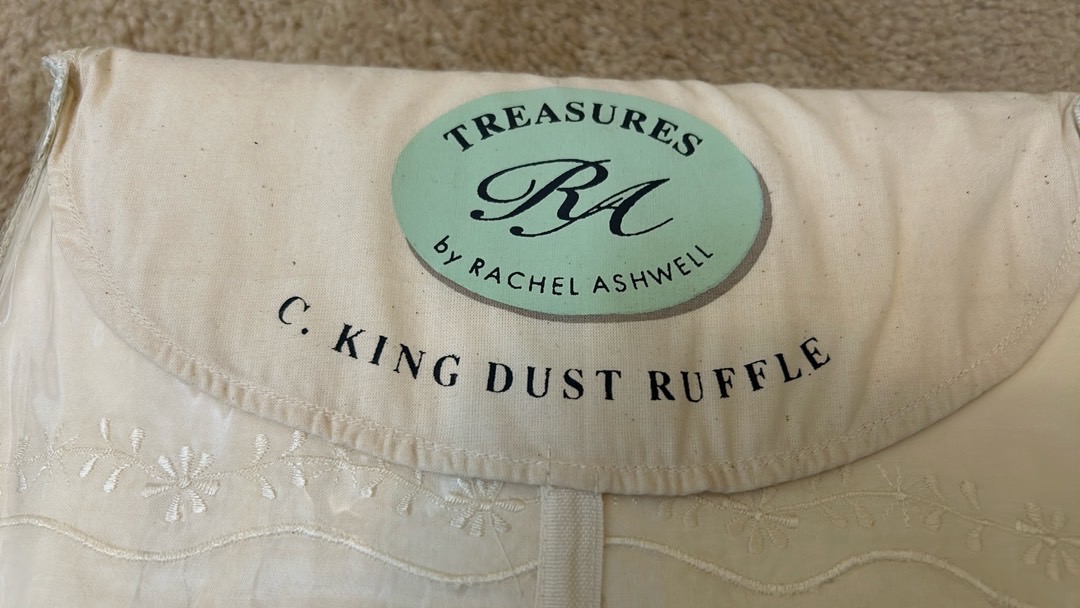 TREASURES
RA
by RACHEL ASHWELL
C. KING DUST RUFFLE